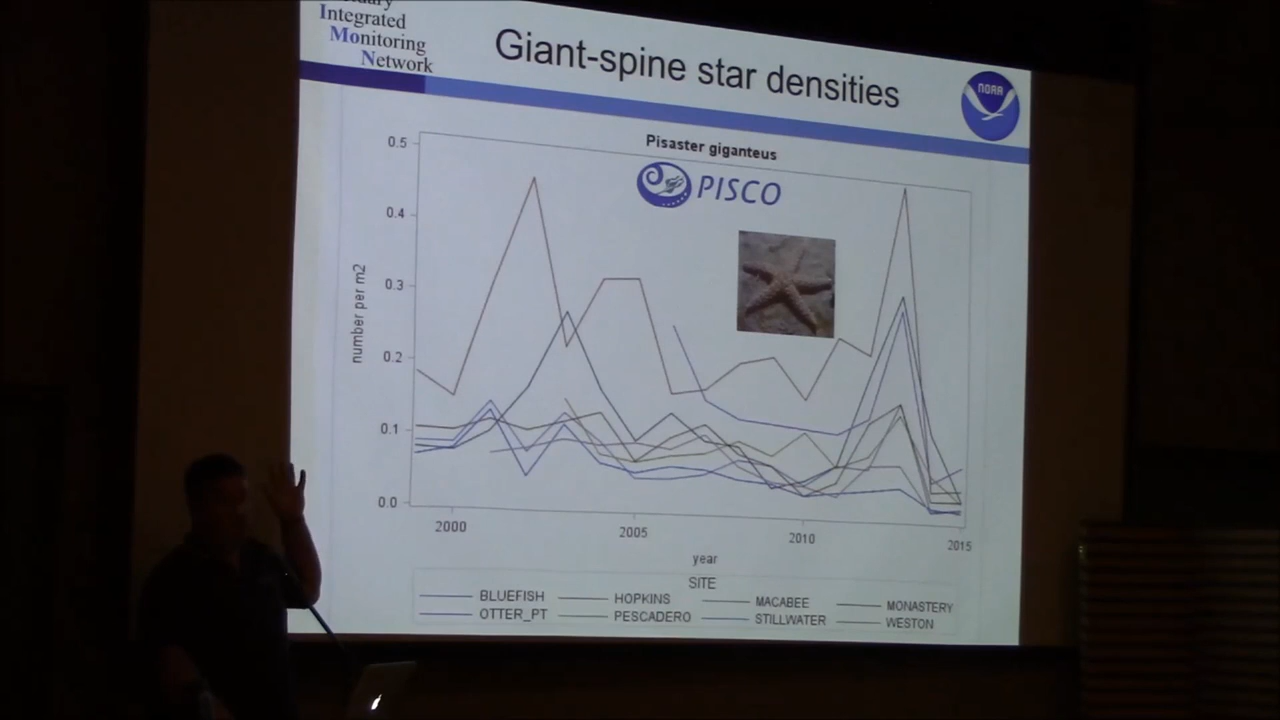 Integrated
Monitoring
Network
Giant-spine star densities
NOAA
Pisaster giganteus
PISCO
0.5
0.4
0.3
0.2
0.1
0.0
number per m2
2000 2005 2010 2015
year
SITE
BLUEFISH HOPKINS MACABEE MONASTERY
OTTER_PT PESCADERO STILLWATER WESTON